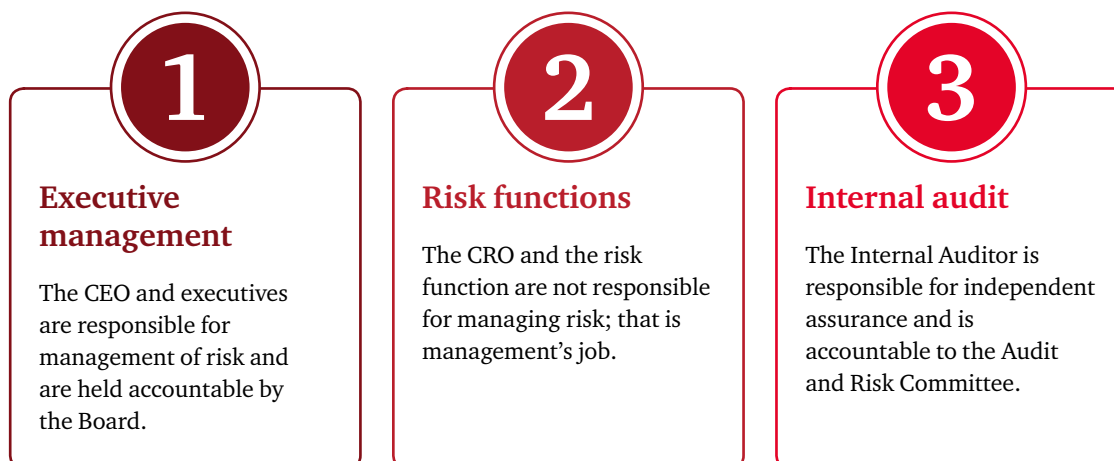 1
Executive
management
The CEO and executives
are responsible for
management of risk and
are held accountable by
the Board.
2
Risk functions
The CRO and the risk
function are not responsible
for managing risk; that is
management's job.
3
Internal audit
The Internal Auditor is
responsible for independent
assurance and is
accountable to the Audit
and Risk Committee.